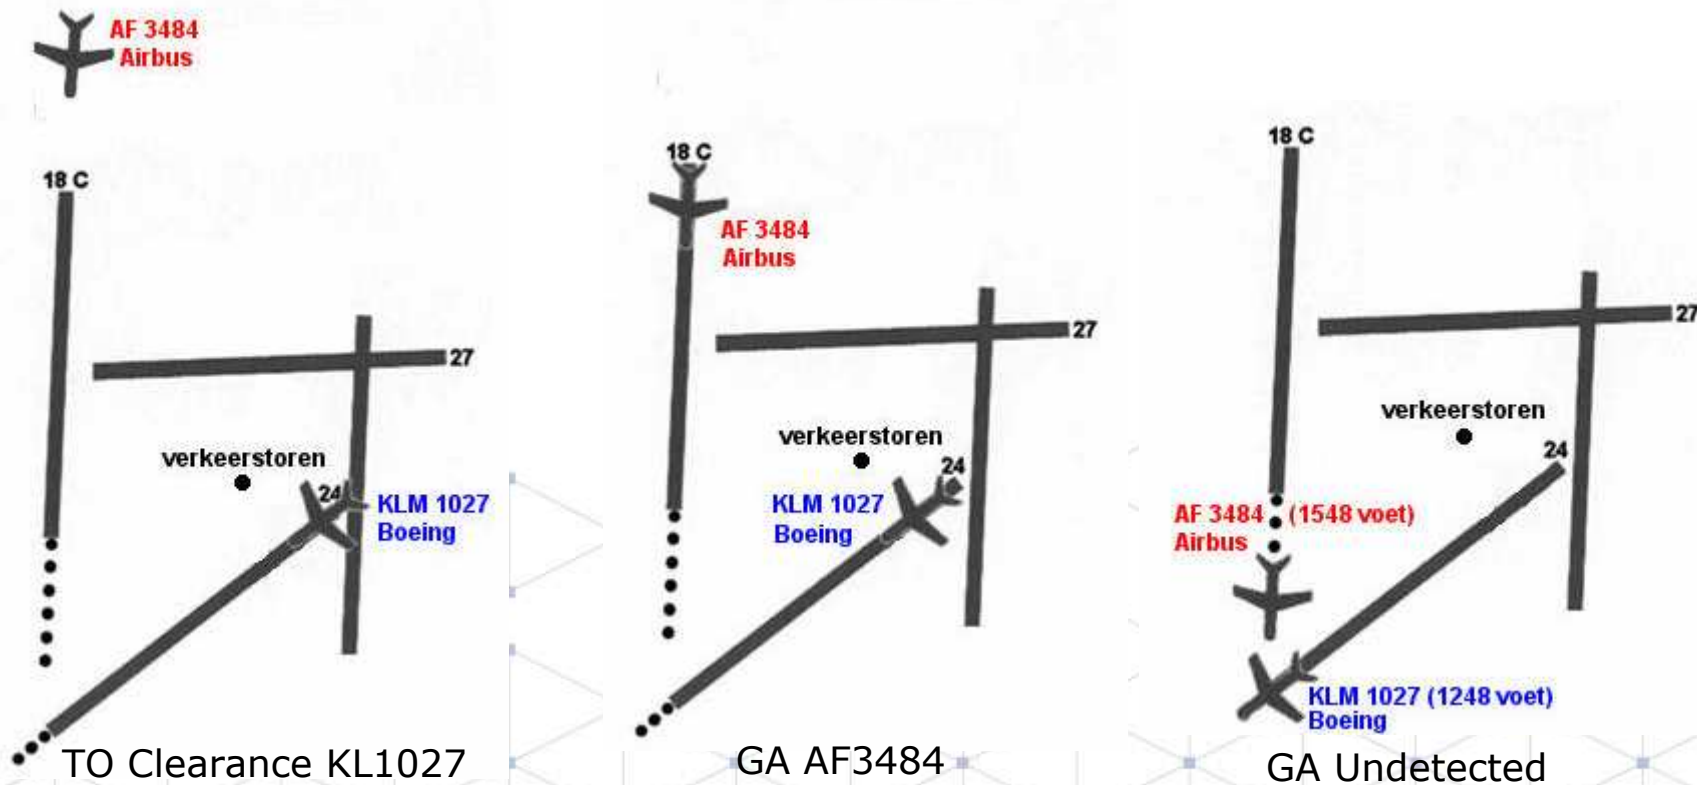 AF 3484
Airbus
18 C
27
verkeerstoren
24
KLM 1027
Boeing
TO Clearance KL1027
18 C
AF 3484
Airbus
27
verkeerstoren
24
KLM 1027
Boeing
GA AF3484
18 C
27
verkeerstoren
24
AF 3484 (1548 voet)
Airbus
KLM 1027 (1248 voet)
Boeing
GA Undetected